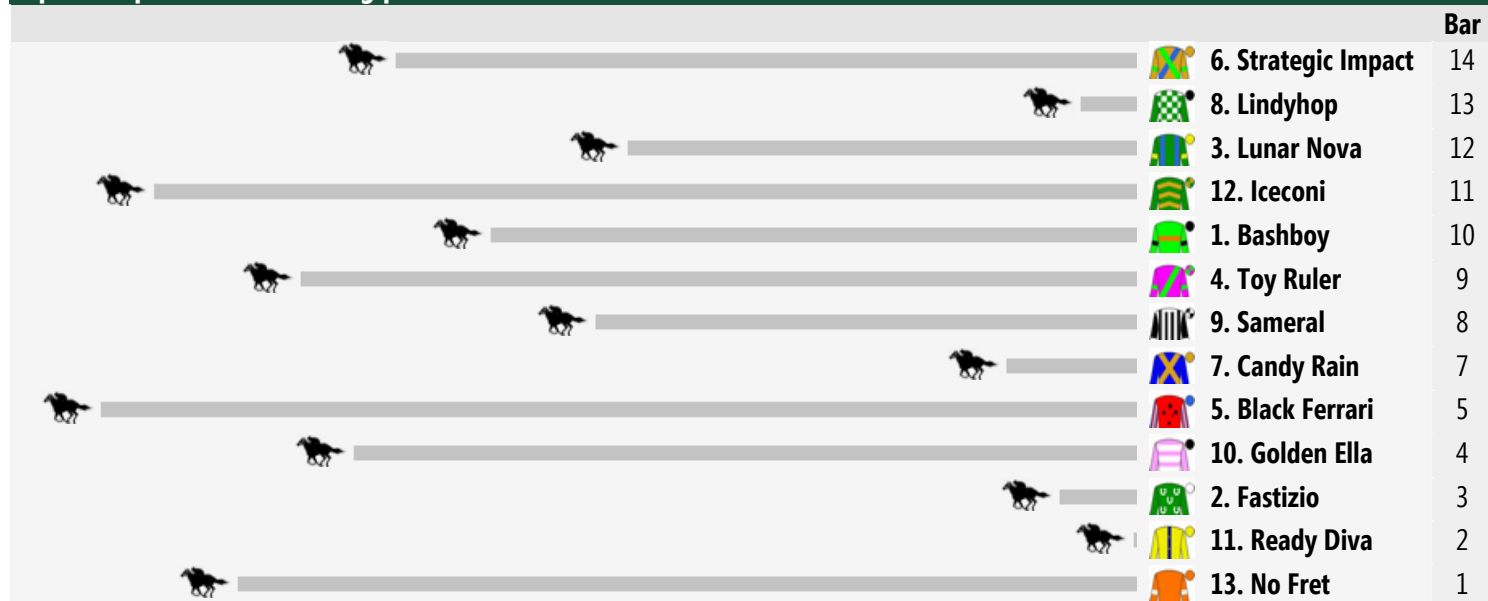 Bar
6. Strategic Impact 14
8. Lindyhop 13
3. Lunar Nova 12
12. Iceconi 11
1. Bashboy 10
4. Toy Ruler 9
9. Sameral 8
7. Candy Rain 7
5. Black Ferrari 5
10. Golden Ella 4
2. Fastizio 3
11. Ready Diva 2
13. No Fret 1